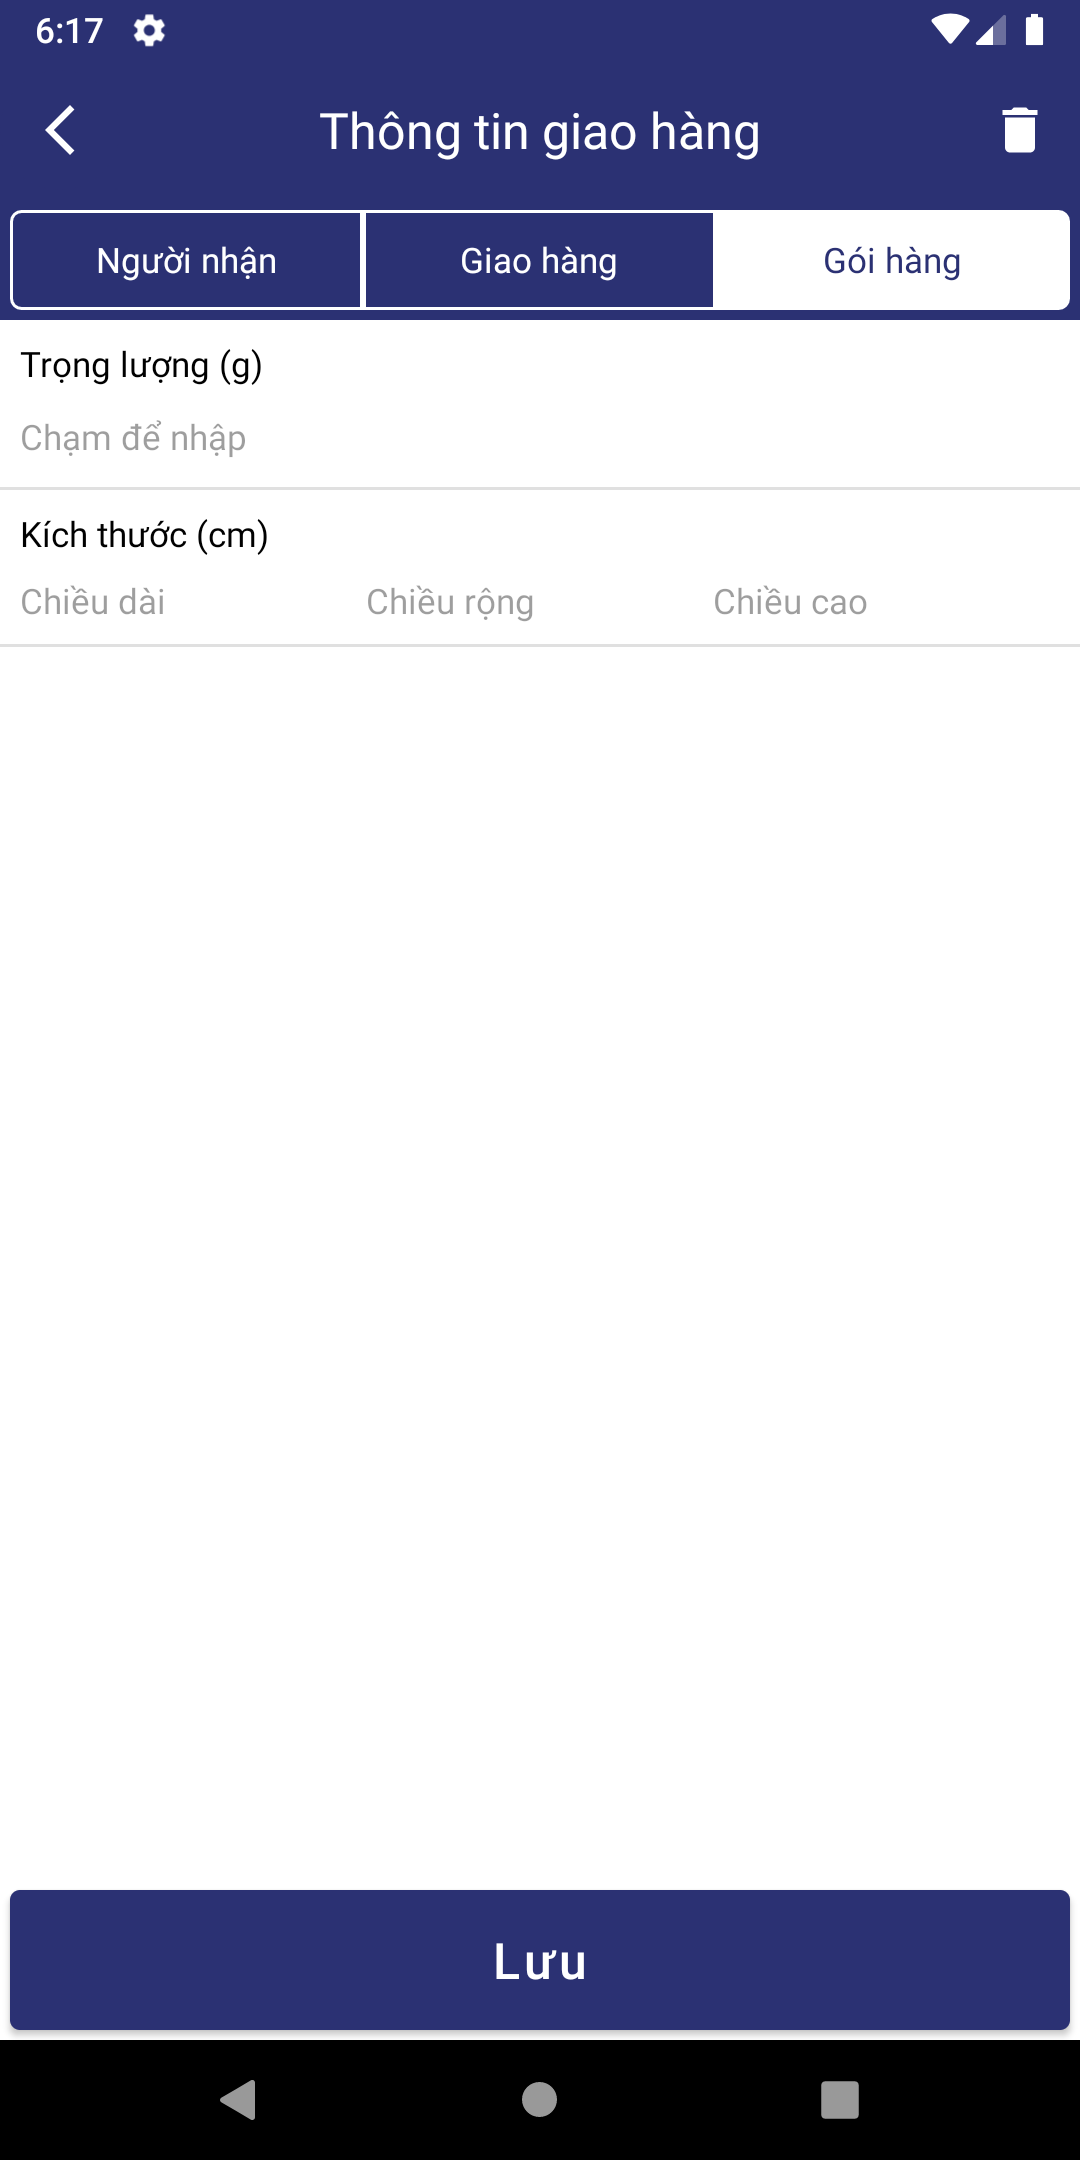 6:17
Thông tin giao hàng
Người nhận Giao hàng Gói hàng
Trọng lượng (g)
Chạm để nhập
Kích thước (cm)
Chiều dài Chiều rộng Chiều cao
Lưu